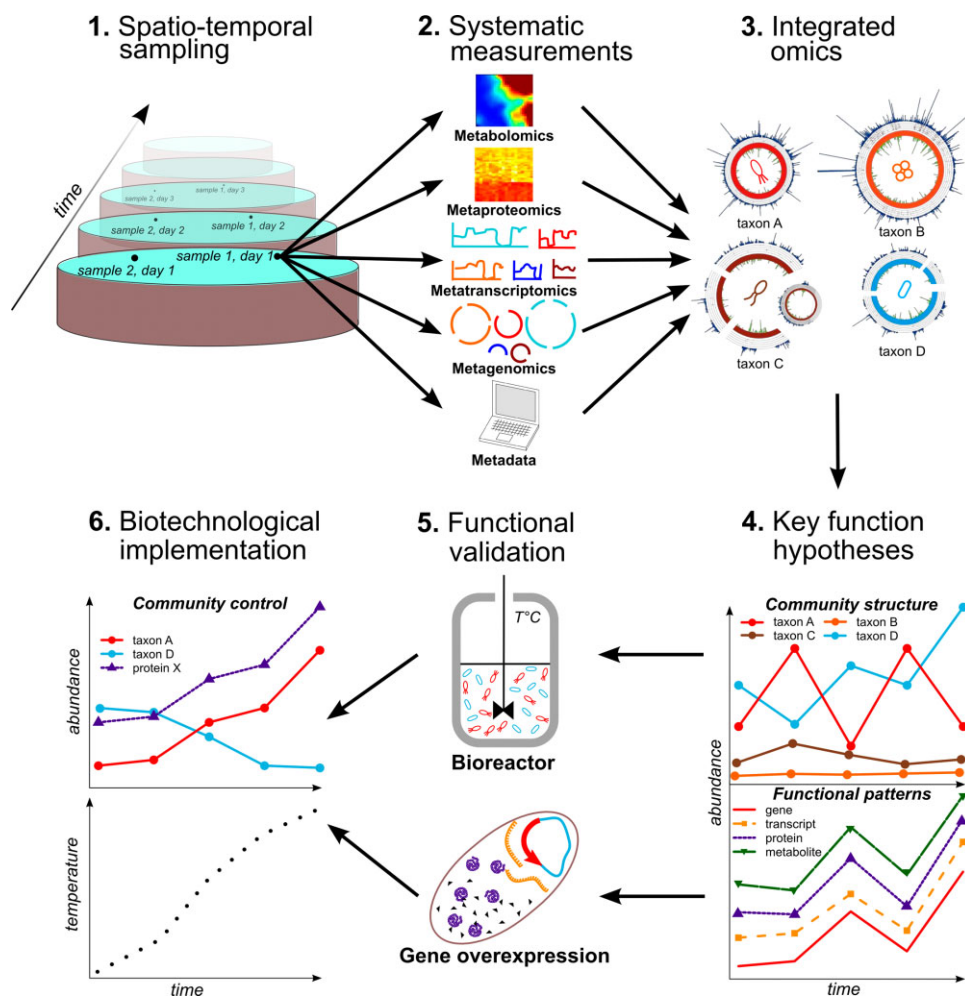 1. Spatio-temporal
sampling
time
sample 1, day 3
sample 2, day 3
sample 1, day 2
sample 2, day 2
sample 1, day 1
sample 2, day 1
2. Systematic
measurements
Metabolomics
Metaproteomics
Metatranscriptomics
Metagenomics
Metadata
3. Integrated
omics
taxon A
taxon B
taxon C
taxon D
6. Biotechnological
implementation
Community control
taxon A
taxon D
protein X
abundance
temperature
time
5. Functional
validation
T°C
Bioreactor
Gene overexpression
4. Key function
hypotheses
Community structure
taxon A
taxon B
taxon C
taxon D
abundance
Functional patterns
gene
transcript
protein
metabolite
time